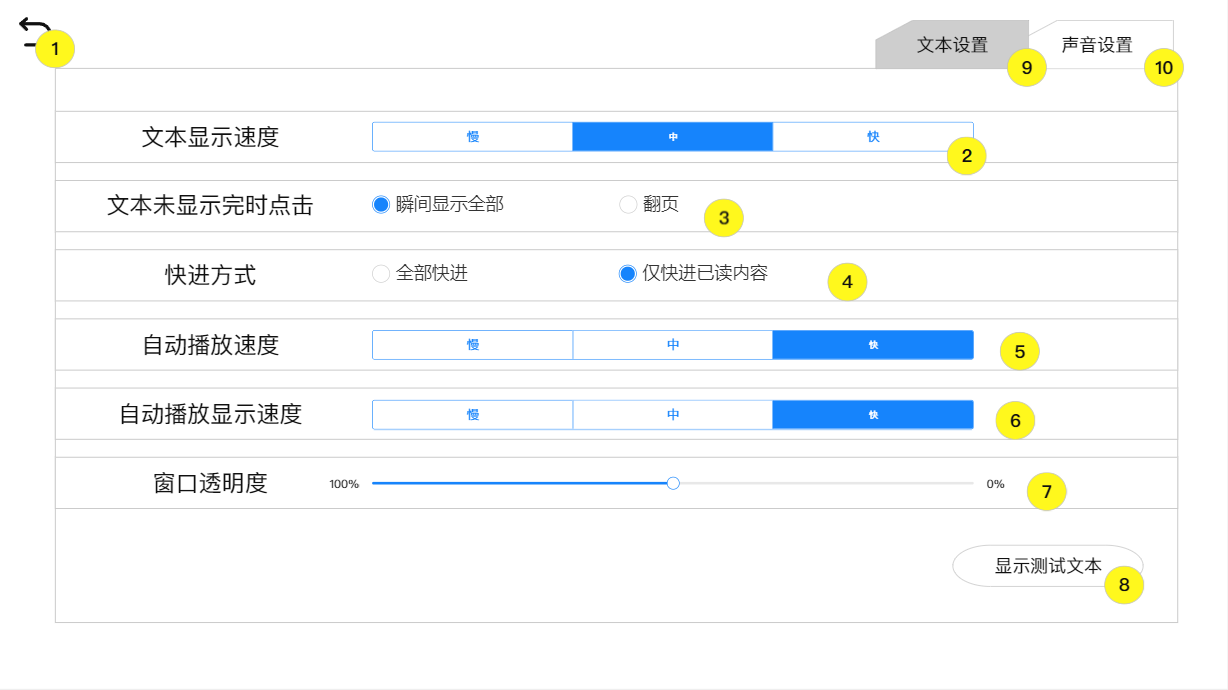 1
文本设置
9
声音设置
10
文本显示速度
慢
中
快
2
文本未显示完时点击
瞬间显示全部
翻页
3
快进方式
全部快进
仅快进已读内容
4
自动播放速度
慢
中
快
5
自动播放显示速度
慢
中
快
6
窗口透明度
100%
0%
7
显示测试文本
8